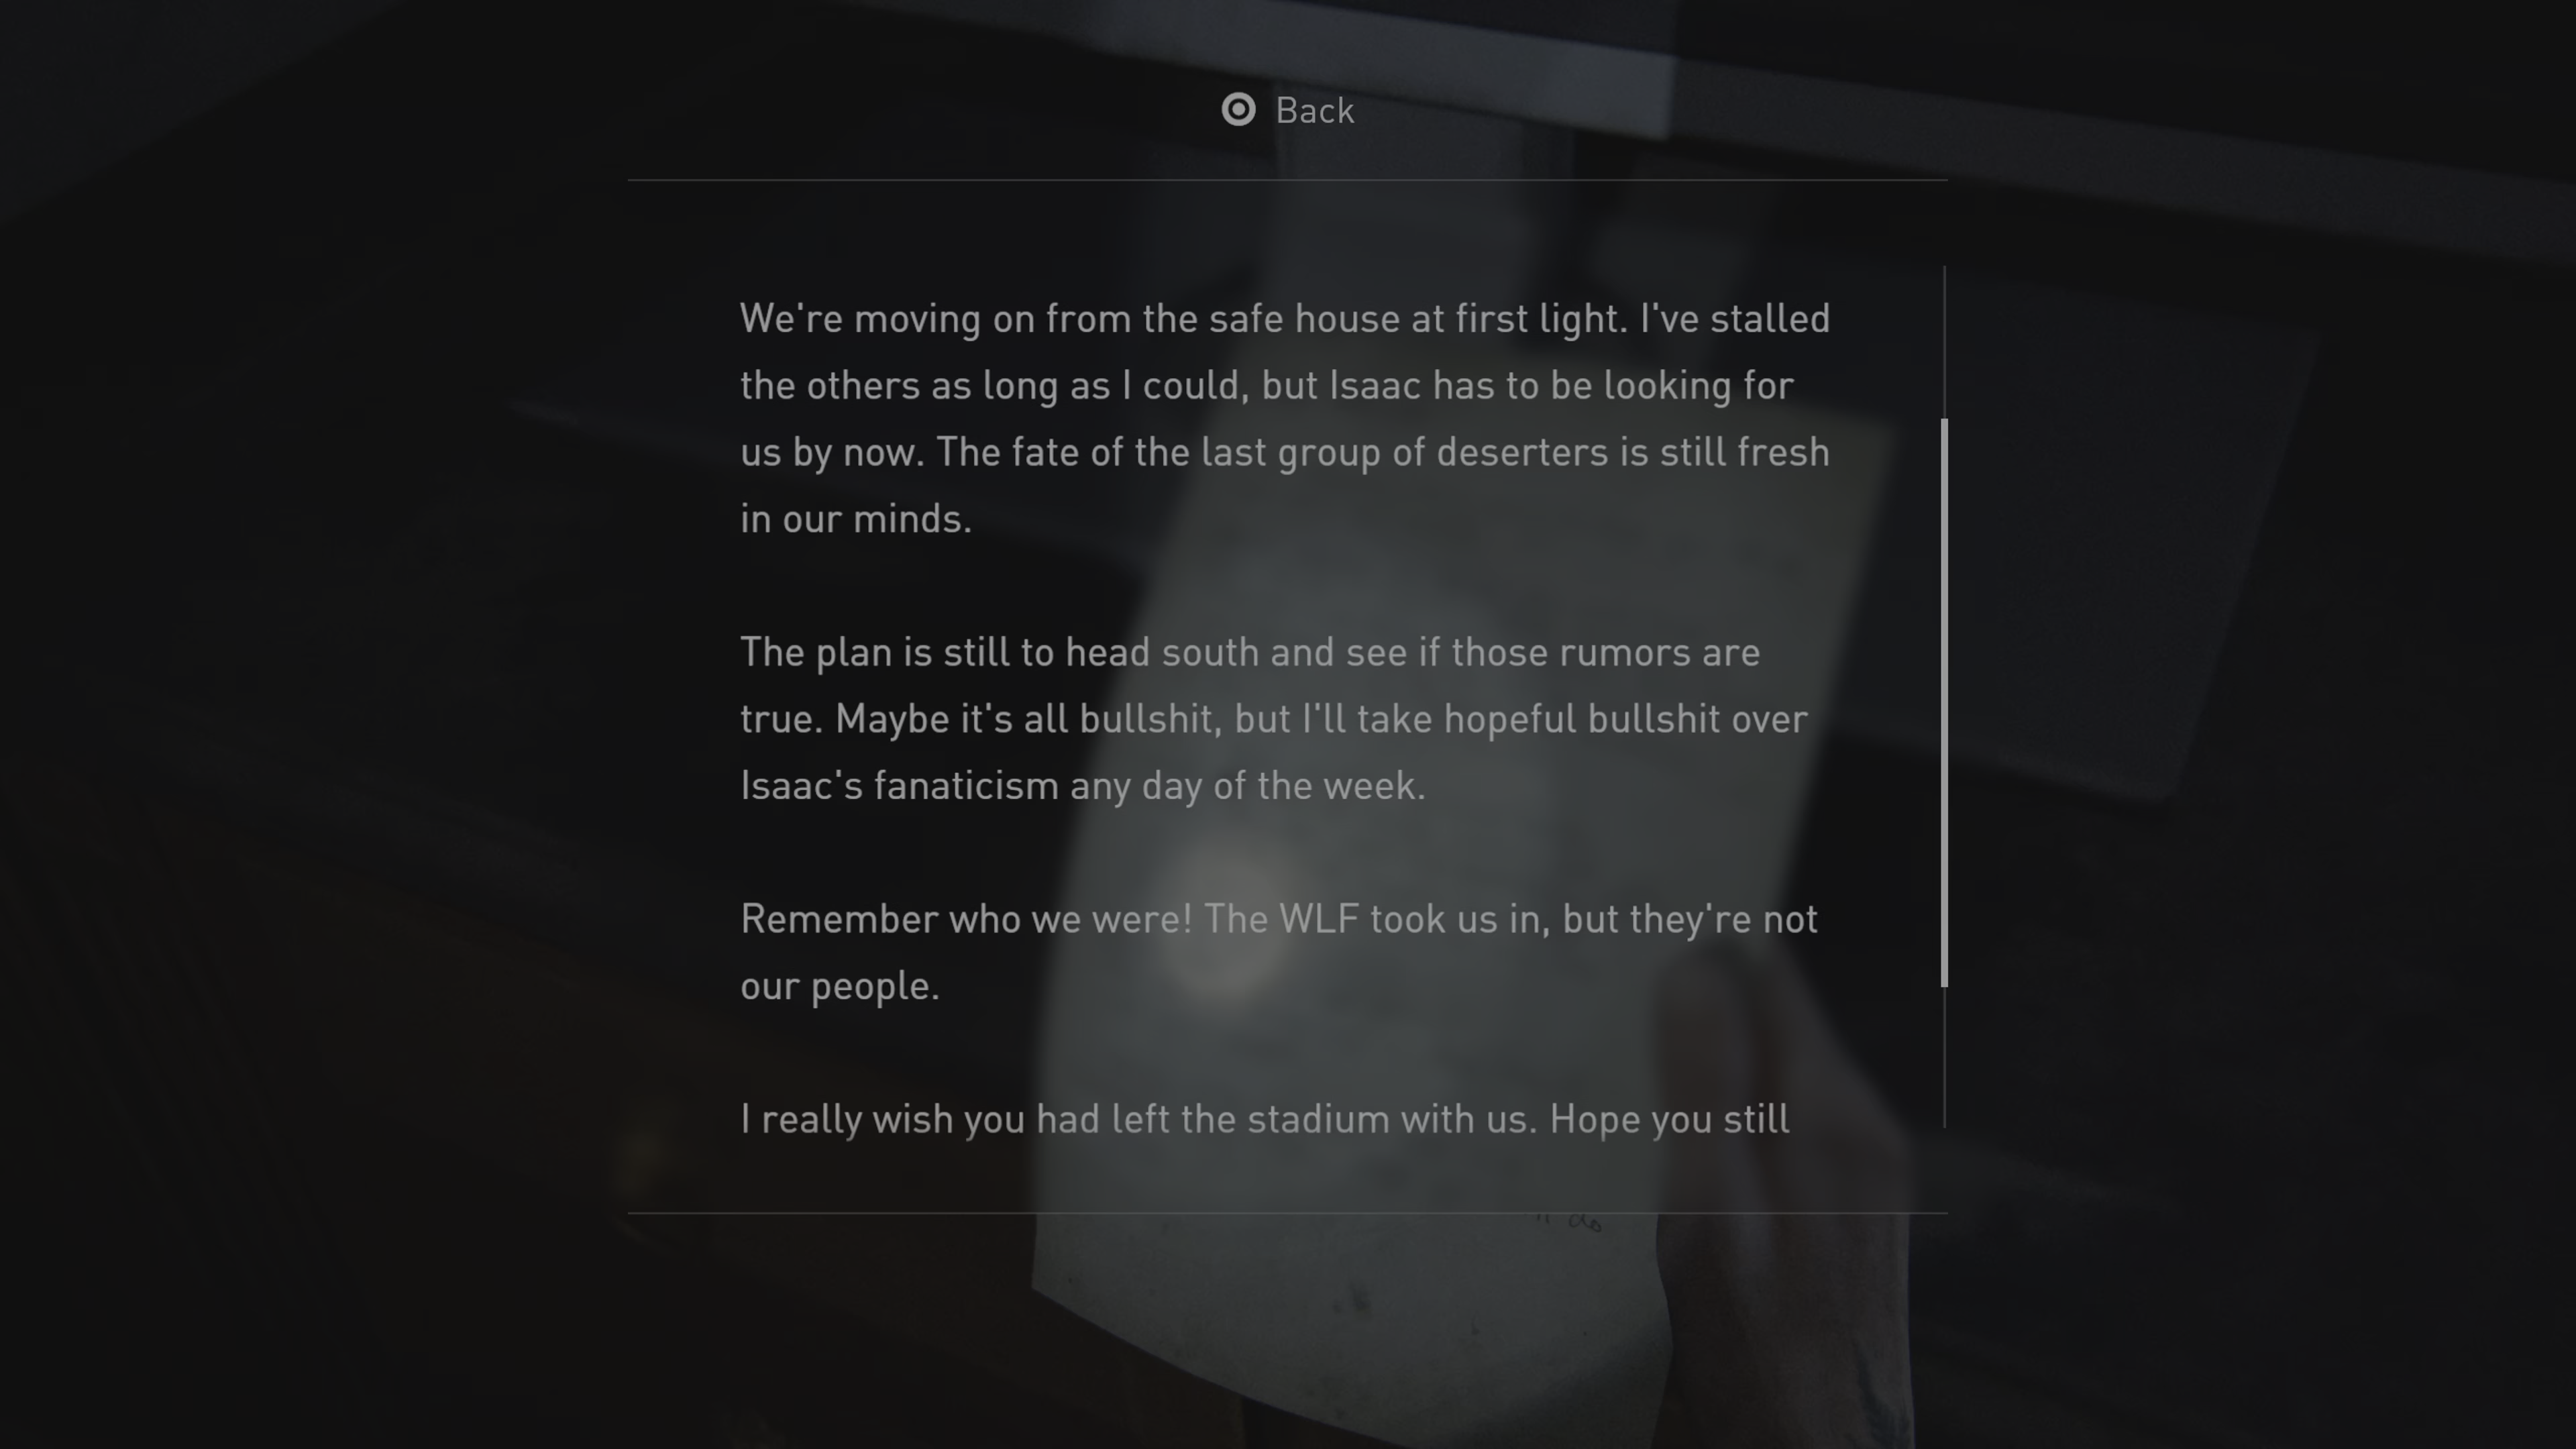 Back
We're moving on from the safe house at first light. I've stalled
the others as long as I could, but Isaac has to be looking for
us by now. The fate of the last group of deserters is still fresh
in our minds.
The plan is still to head south and see if those rumors are
true. Maybe it's all bullshit, but I'll take hopeful bullshit over
Isaac's fanaticism any day of the week.
Remember who we were! The WLF took us in, but they're not
our people.
I really wish you had left the stadium with us. Hope you still